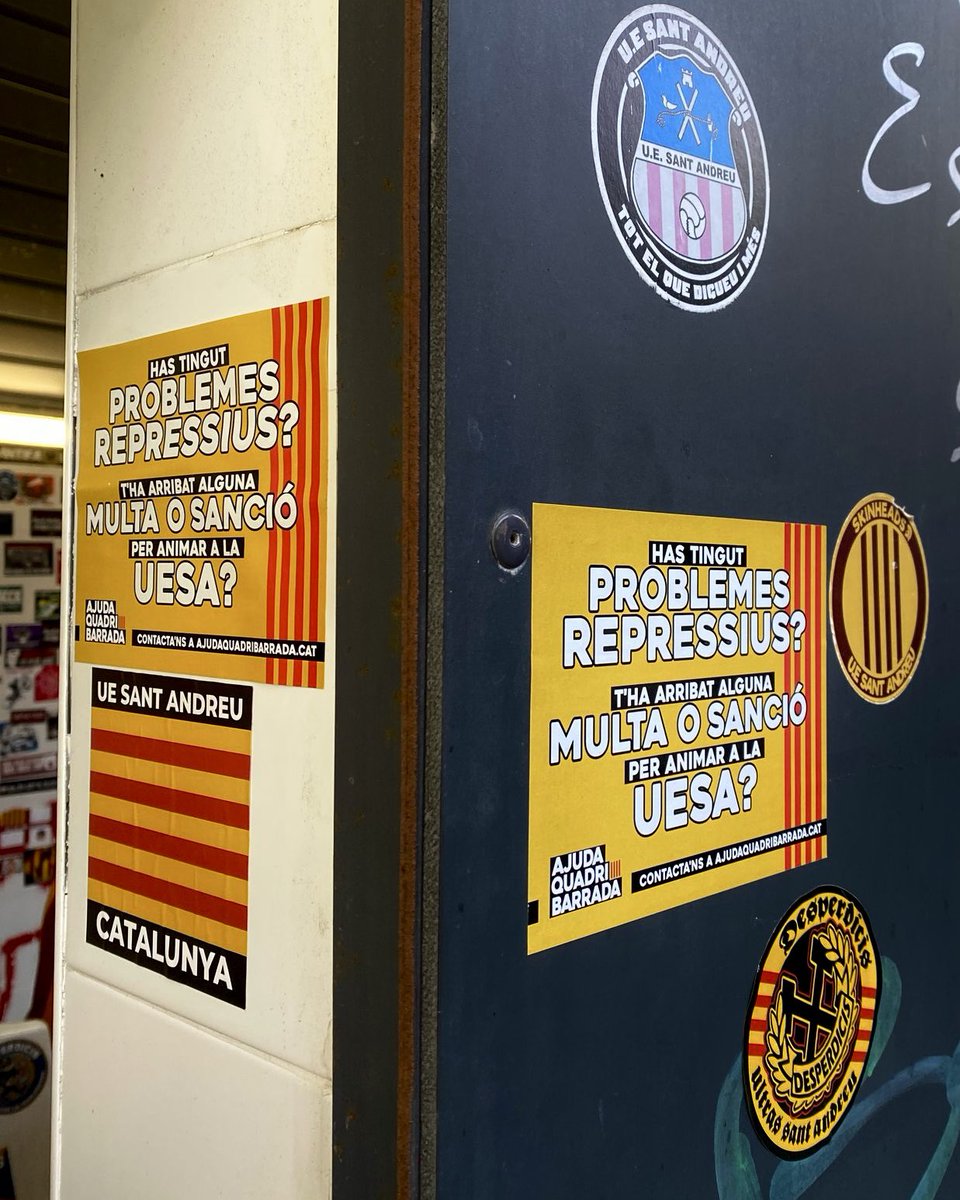 HAS TINGUT
PROBLEMES
REPRESSIUS?
T'HA ARRIBAT ALGUNA
MULTA O SANCIÓ
PER ANIMAR A LA
UESA?
AJUDA
QUADRI
BARRADA
CONTACTA'NS A AJUDAQUADRIBARRADA.CAT
UE SANT ANDREU
CATALUNYA
U.E SANT ANDREU
U.E. SANT ANDREU
TOT EL QUE DIGUEU I MÉS
HAS TINGUT
PROBLEMES
REPRESSIUS?
T'HA ARRIBAT ALGUNA
MULTA O SANCIÓ
PER ANIMAR A LA
UESA?
AJUDA
QUADRI
BARRADA
CONTACTA'NS A AJUDAQUADRIBARRADA.CAT
SKINHEADS
UE SANT ANDREU
Desperdicis
DESPERDICIS
Ultras sant andreu